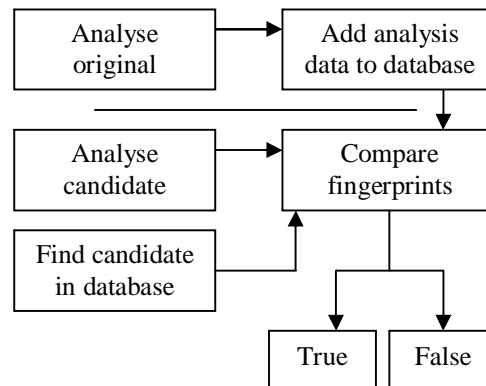 Analyse
original
Add analysis
data to database
Analyse
candidate
Compare
fingerprints
Find candidate
in database
True
False